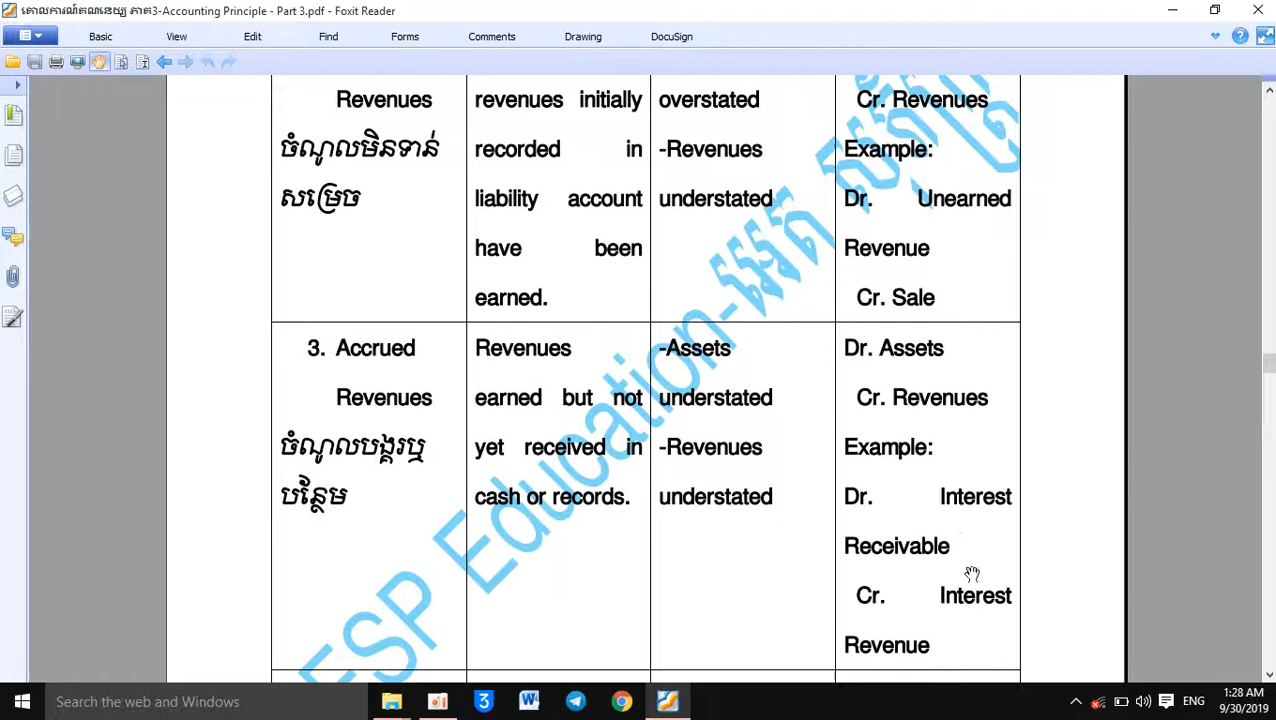 គោលការណ៍គណនេយ្យ ភាគ3-Accounting Principle - Part 3.pdf - Foxit Reader
Basic View Edit Find Forms Comments Drawing DocuSign
Revenues
ចំណូលមិនទាន់
សម្រេច
revenues initially
recorded in
liability account
have been
earned.
overstated
-Revenues
understated
Cr. Revenues
Example:
Dr. Unearned
Revenue
Cr. Sale
3. Accrued
Revenues
ចំណូលបង្គរឬ
បន្ថែម
Revenues
earned but not
yet received in
cash or records.
-Assets
understated
-Revenues
understated
Dr. Assets
Cr. Revenues
Example:
Dr. Interest
Receivable
Cr. Interest
Revenue
ESP Education-
Search the web and Windows
ENG
1:28 AM
9/30/2019